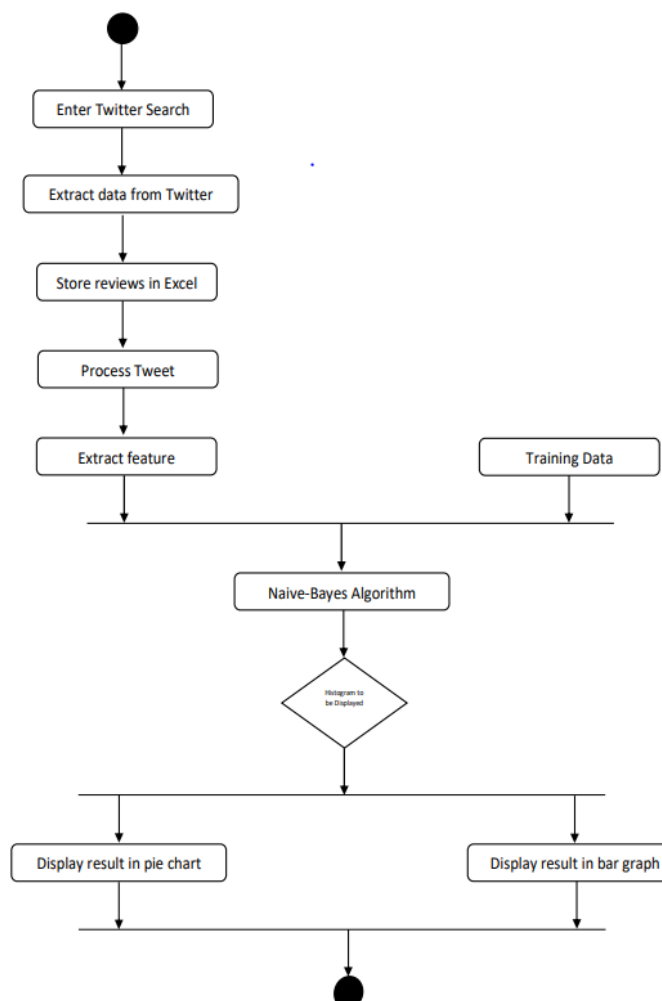 Enter Twitter Search
Extract data from Twitter
Store reviews in Excel
Process Tweet
Extract feature
Training Data
Naive-Bayes Algorithm
Histogram to
be Displayed
Display result in pie chart
Display result in bar graph